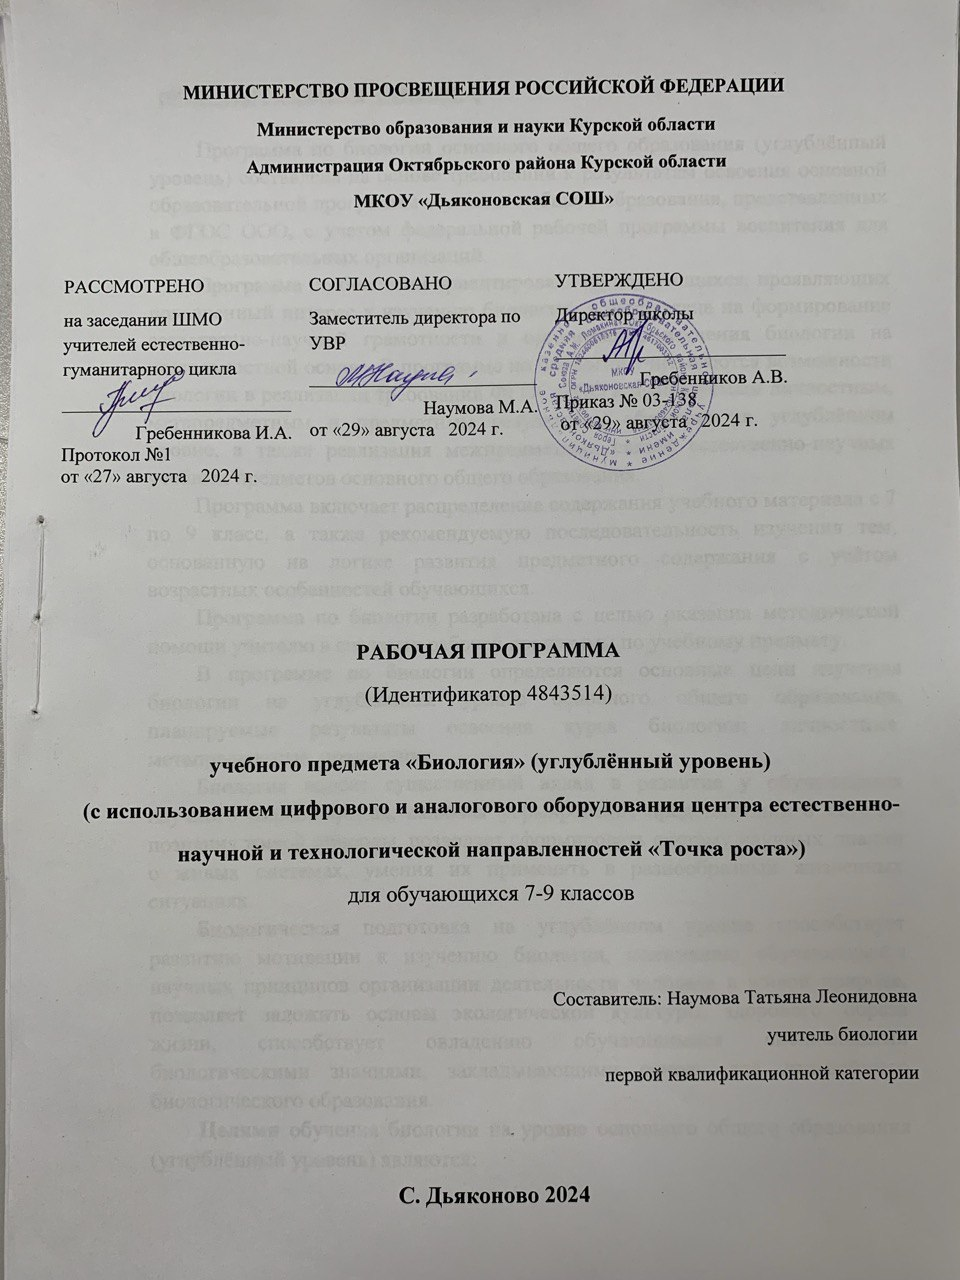 МИНИСТЕРСТВО ПРОСВЕЩЕНИЯ РОССИЙСКОЙ ФЕДЕРАЦИИ
Министерство образования и науки Курской области
Администрация Октябрьского района Курской области
МКОУ «Дьяконовская СОШ»
РАССМОТРЕНО
на заседании ШМО
учителей естественно-
гуманитарного цикла
Гребенникова И.А.
Протокол №1
от «27» августа 2024 г.
СОГЛАСОВАНО
Заместитель директора по
УВР
Наумова М.А.
от «29» августа 2024 г.
УТВЕРЖДЕНО
Директор школы
Гребенников А.В.
Приказ № 03-138
от «29» августа 2024 г.
МКОУ
«Дьяконовская
РАБОЧАЯ ПРОГРАММА
(Идентификатор 4843514)
учебного предмета «Биология» (углублённый уровень)
(с использованием цифрового и аналогового оборудования центра естественно-
научной и технологической направленностей «Точка роста»)
для обучающихся 7-9 классов
Составитель: Наумова Татьяна Леонидовна
учитель биологии
первой квалификационной категории
С. Дьяконово 2024